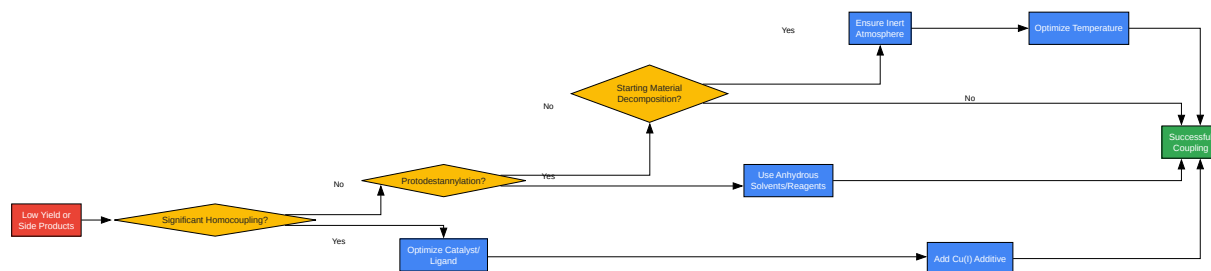 Low Yield or
Side Products
Significant Homocoupling?
No
Yes
Protodestannylation?
No
Yes
Optimize Catalyst/
Ligand
Starting Material
Decomposition?
Yes
No
Use Anhydrous
Solvents/Reagents
Ensure Inert
Atmosphere
Optimize Temperature
Add Cu(I) Additive
Successfu
Coupling